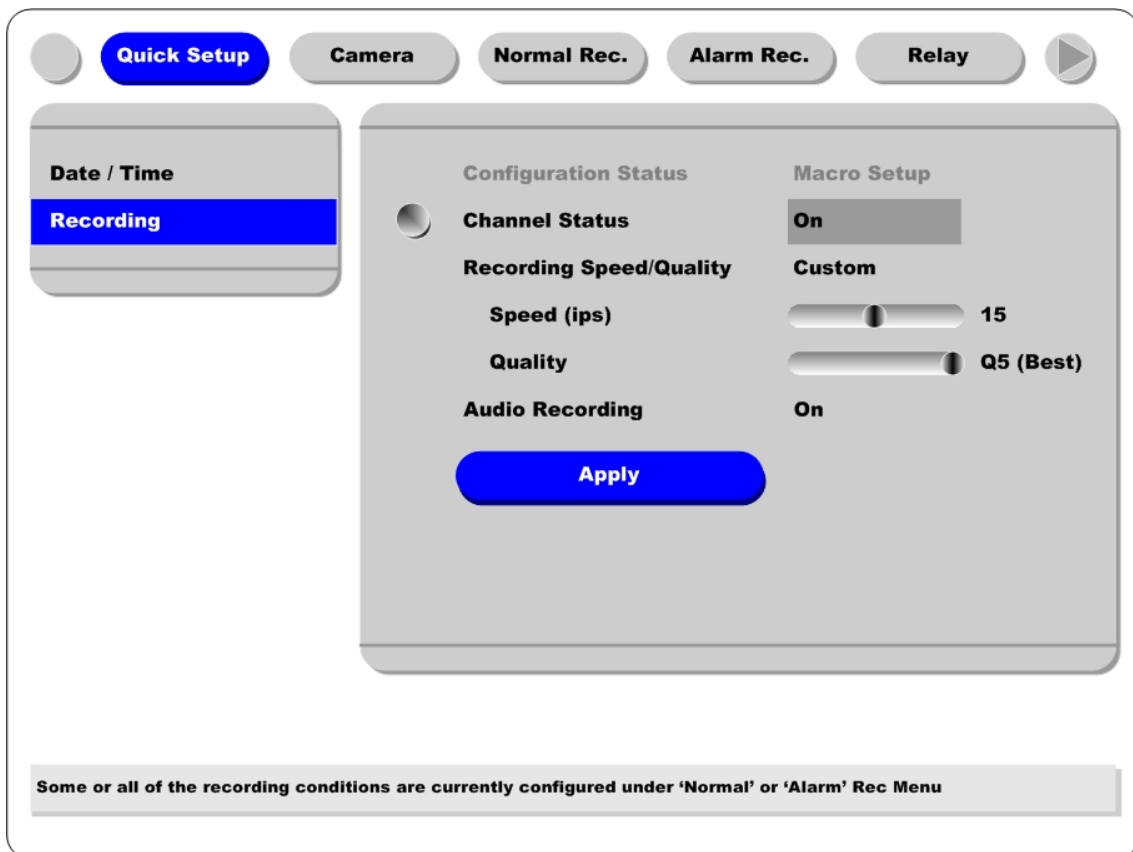 Quick Setup Camera Normal Rec. Alarm Rec. Relay
Date / Time
Recording
Configuration Status Macro Setup
Channel Status On
Recording Speed/Quality Custom
Speed (ips) 15
Quality Q5 (Best)
Audio Recording On
Apply
Some or all of the recording conditions are currently configured under ‘Normal’ or ‘Alarm’ Rec Menu